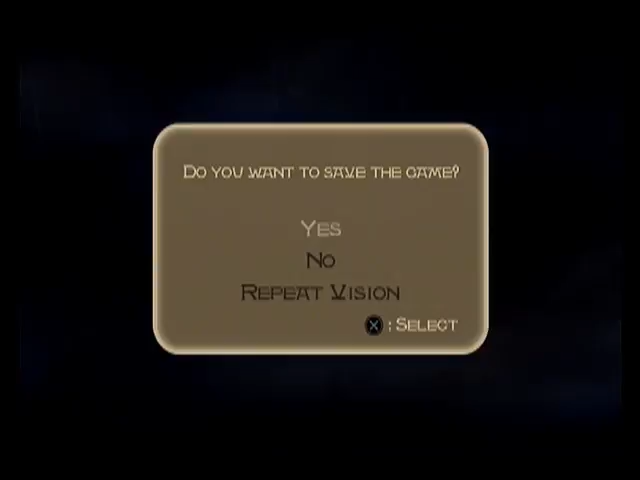 Do you want to save the game?
Yes
No
Repeat Vision
X : Select